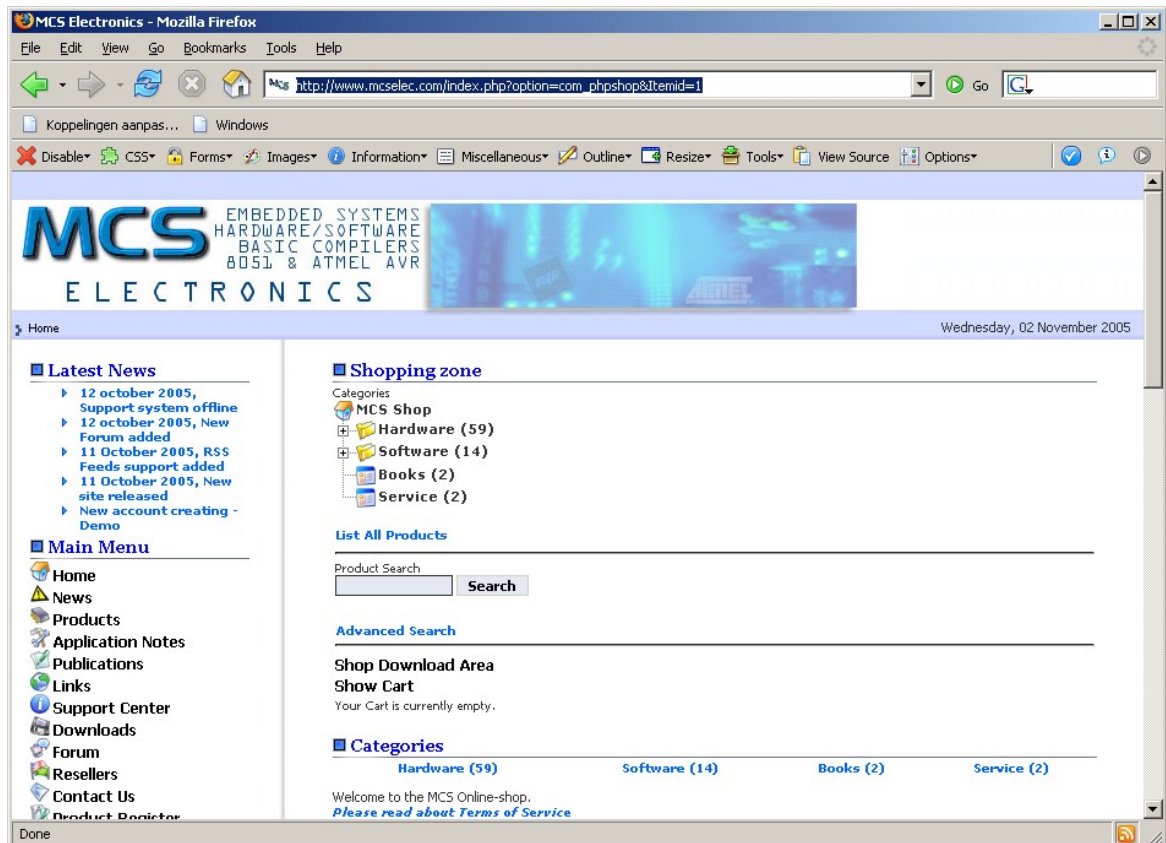 MCS Electronics - Mozilla Firefox
File Edit View Go Bookmarks Tools Help
MCS http://www.mcselec.com/index.php?option=com_phpshop&Itemid=1 Go G
Koppelingen aanpas... Windows
Disable CSS Forms Images Information Miscellaneous Outline Resize Tools View Source Options
MCS
EMBEDDED SYSTEMS
HARDWARE/SOFTWARE
BASIC COMPILERS
8051 & ATMEL AVR
ELECTRONICS
AVR
ATMEL
Home
Wednesday, 02 November 2005
Latest News
12 october 2005,
Support system offline
12 october 2005, New
Forum added
11 October 2005, RSS
Feeds support added
11 October 2005, New
site released
New account creating -
Demo
Main Menu
Home
News
Products
Application Notes
Publications
Links
Support Center
Downloads
Forum
Resellers
Contact Us
Product Register
Shopping zone
Categories
MCS Shop
Hardware (59)
Software (14)
Books (2)
Service (2)
List All Products
Product Search
Search
Advanced Search
Shop Download Area
Show Cart
Your Cart is currently empty.
Categories
Hardware (59) Software (14) Books (2) Service (2)
Welcome to the MCS Online-shop.
Please read about Terms of Service
Done